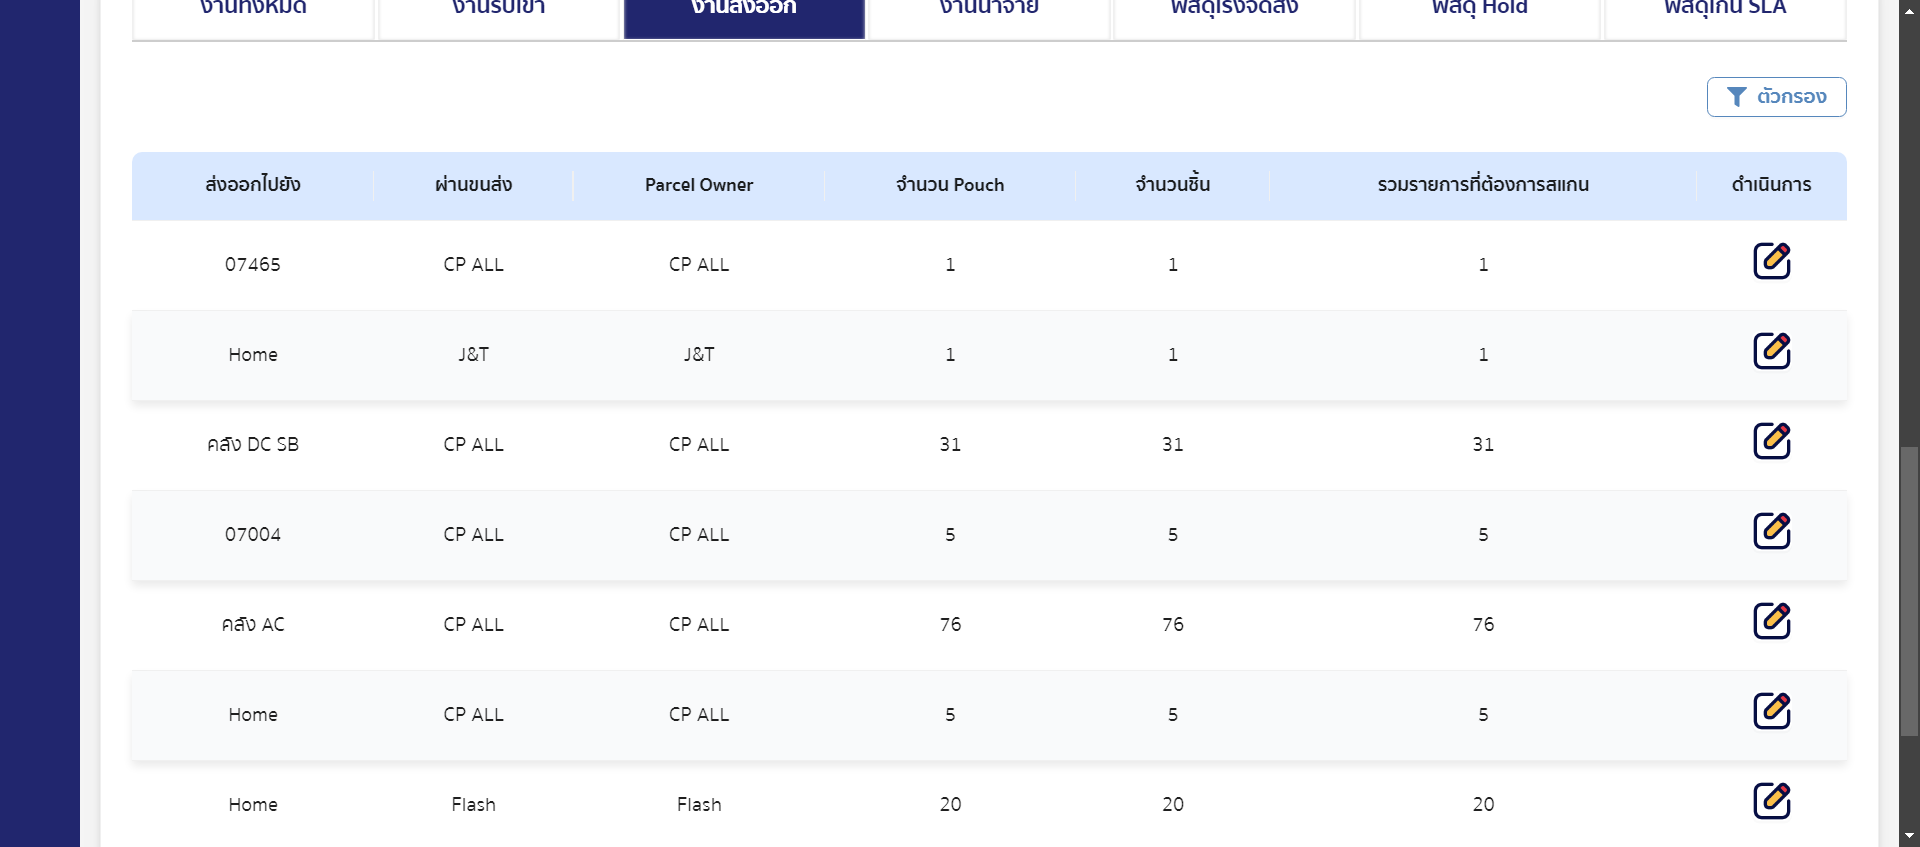 งานทั้งหมด งานรับเข้า งานส่งออก งานนำจ่าย พัสดุเร่งจัดส่ง พัสดุ Hold พัสดุเกิน SLA
ตัวกรอง
ส่งออกไปยัง ผ่านขนส่ง Parcel Owner จำนวน Pouch จำนวนชิ้น รวมรายการที่ต้องการสแกน ดำเนินการ
07465 CP ALL CP ALL 1 1 1
Home J&T J&T 1 1 1
คลัง DC SB CP ALL CP ALL 31 31 31
07004 CP ALL CP ALL 5 5 5
คลัง AC CP ALL CP ALL 76 76 76
Home CP ALL CP ALL 5 5 5
Home Flash Flash 20 20 20